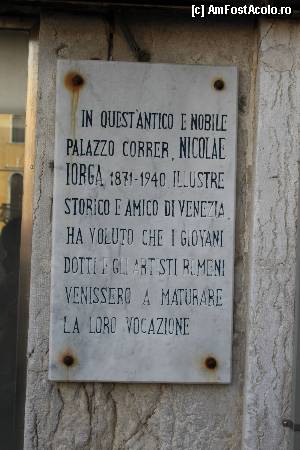 [c] AmFostAcolo.ro
IN QUEST'ANTICO E NOBILE
PALAZZO CORRER, NICOLAE
IORGA, 1871-1940 ILLUSTRE
STORICO E AMICO DI VENEZIA,
HA VOLUTO CHE I GIOVANI
DOTTI E GLI ARTISTI RUMENI
VENISSERO A MATURARE
LA LORO VOCAZIONE